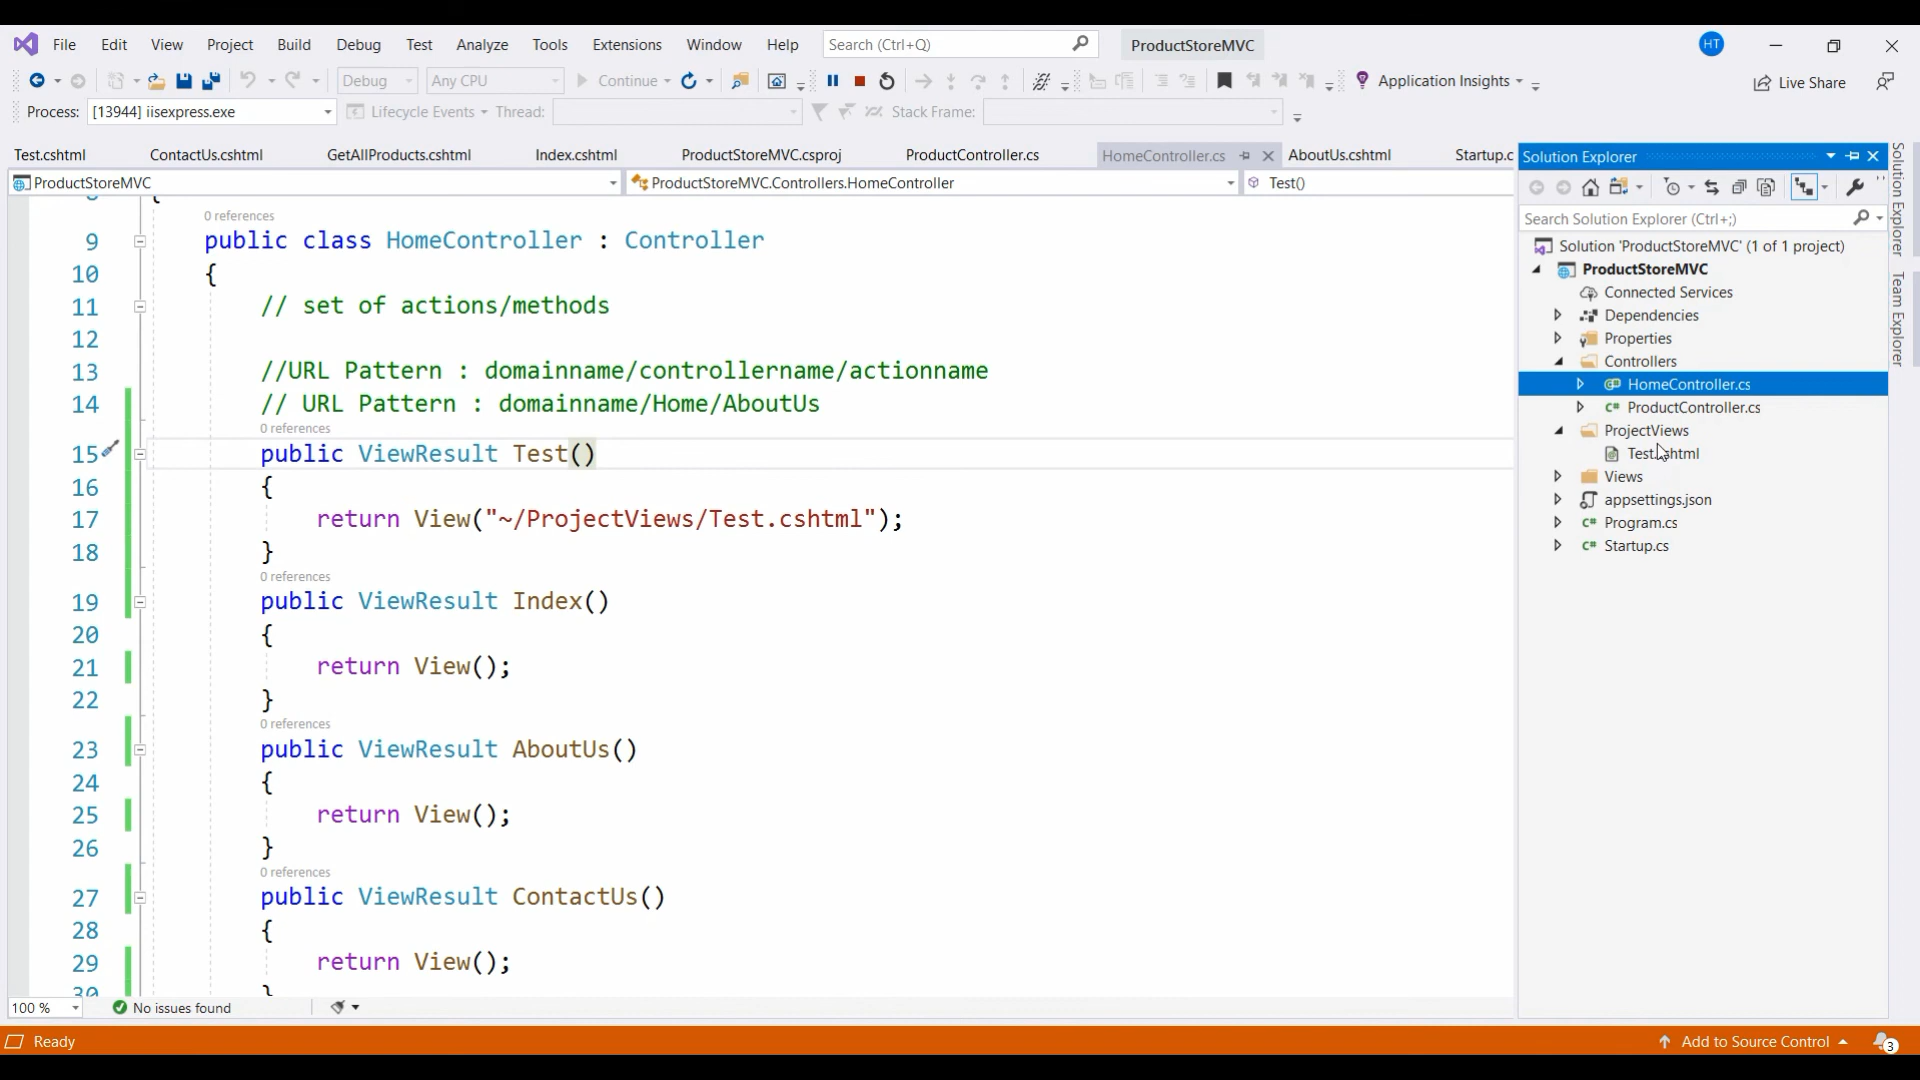 File Edit View Project Build Debug Test Analyze Tools Extensions Window Help Search (Ctrl+Q) ProductStoreMVC HT
Debug Any CPU Continue Application Insights Live Share
Process: [13944] iisexpress.exe Lifecycle Events Thread: Stack Frame:
Test.cshtml ContactUs.cshtml GetAllProducts.cshtml Index.cshtml ProductStoreMVC.csproj ProductController.cs HomeController.cs AboutUs.cshtml Startup.c
ProductStoreMVC ProductStoreMVC.Controllers.HomeController Test()
{
0 references
9 public class HomeController : Controller
10 {
11 // set of actions/methods
12
13 //URL Pattern : domainname/controllername/actionname
14 // URL Pattern : domainname/Home/AboutUs
0 references
15 public ViewResult Test()
16 {
17 return View("~/ProjectViews/Test.cshtml");
18 }
0 references
19 public ViewResult Index()
20 {
21 return View();
22 }
0 references
23 public ViewResult AboutUs()
24 {
25 return View();
26 }
0 references
27 public ViewResult ContactUs()
28 {
29 return View();
30 }
100 % No issues found
Solution Explorer
Search Solution Explorer (Ctrl+;)
Solution 'ProductStoreMVC' (1 of 1 project)
ProductStoreMVC
Connected Services
Dependencies
Properties
Controllers
HomeController.cs
ProductController.cs
ProjectViews
Test.cshtml
Views
appsettings.json
Program.cs
Startup.cs
Solution Explorer
Team Explorer
Ready Add to Source Control 3